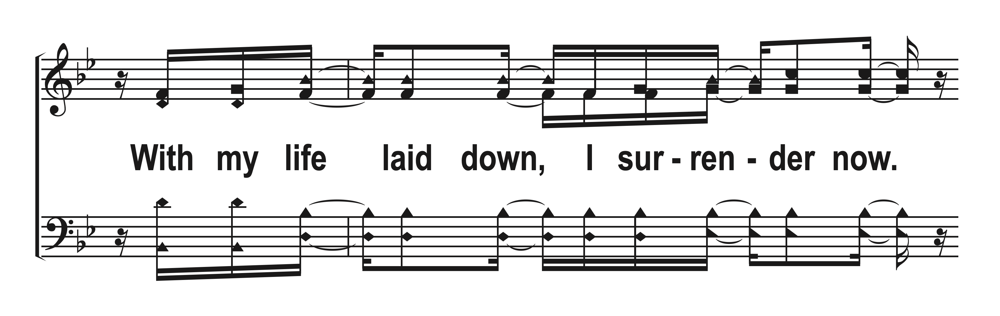 With my life laid down, I sur - ren - der now.